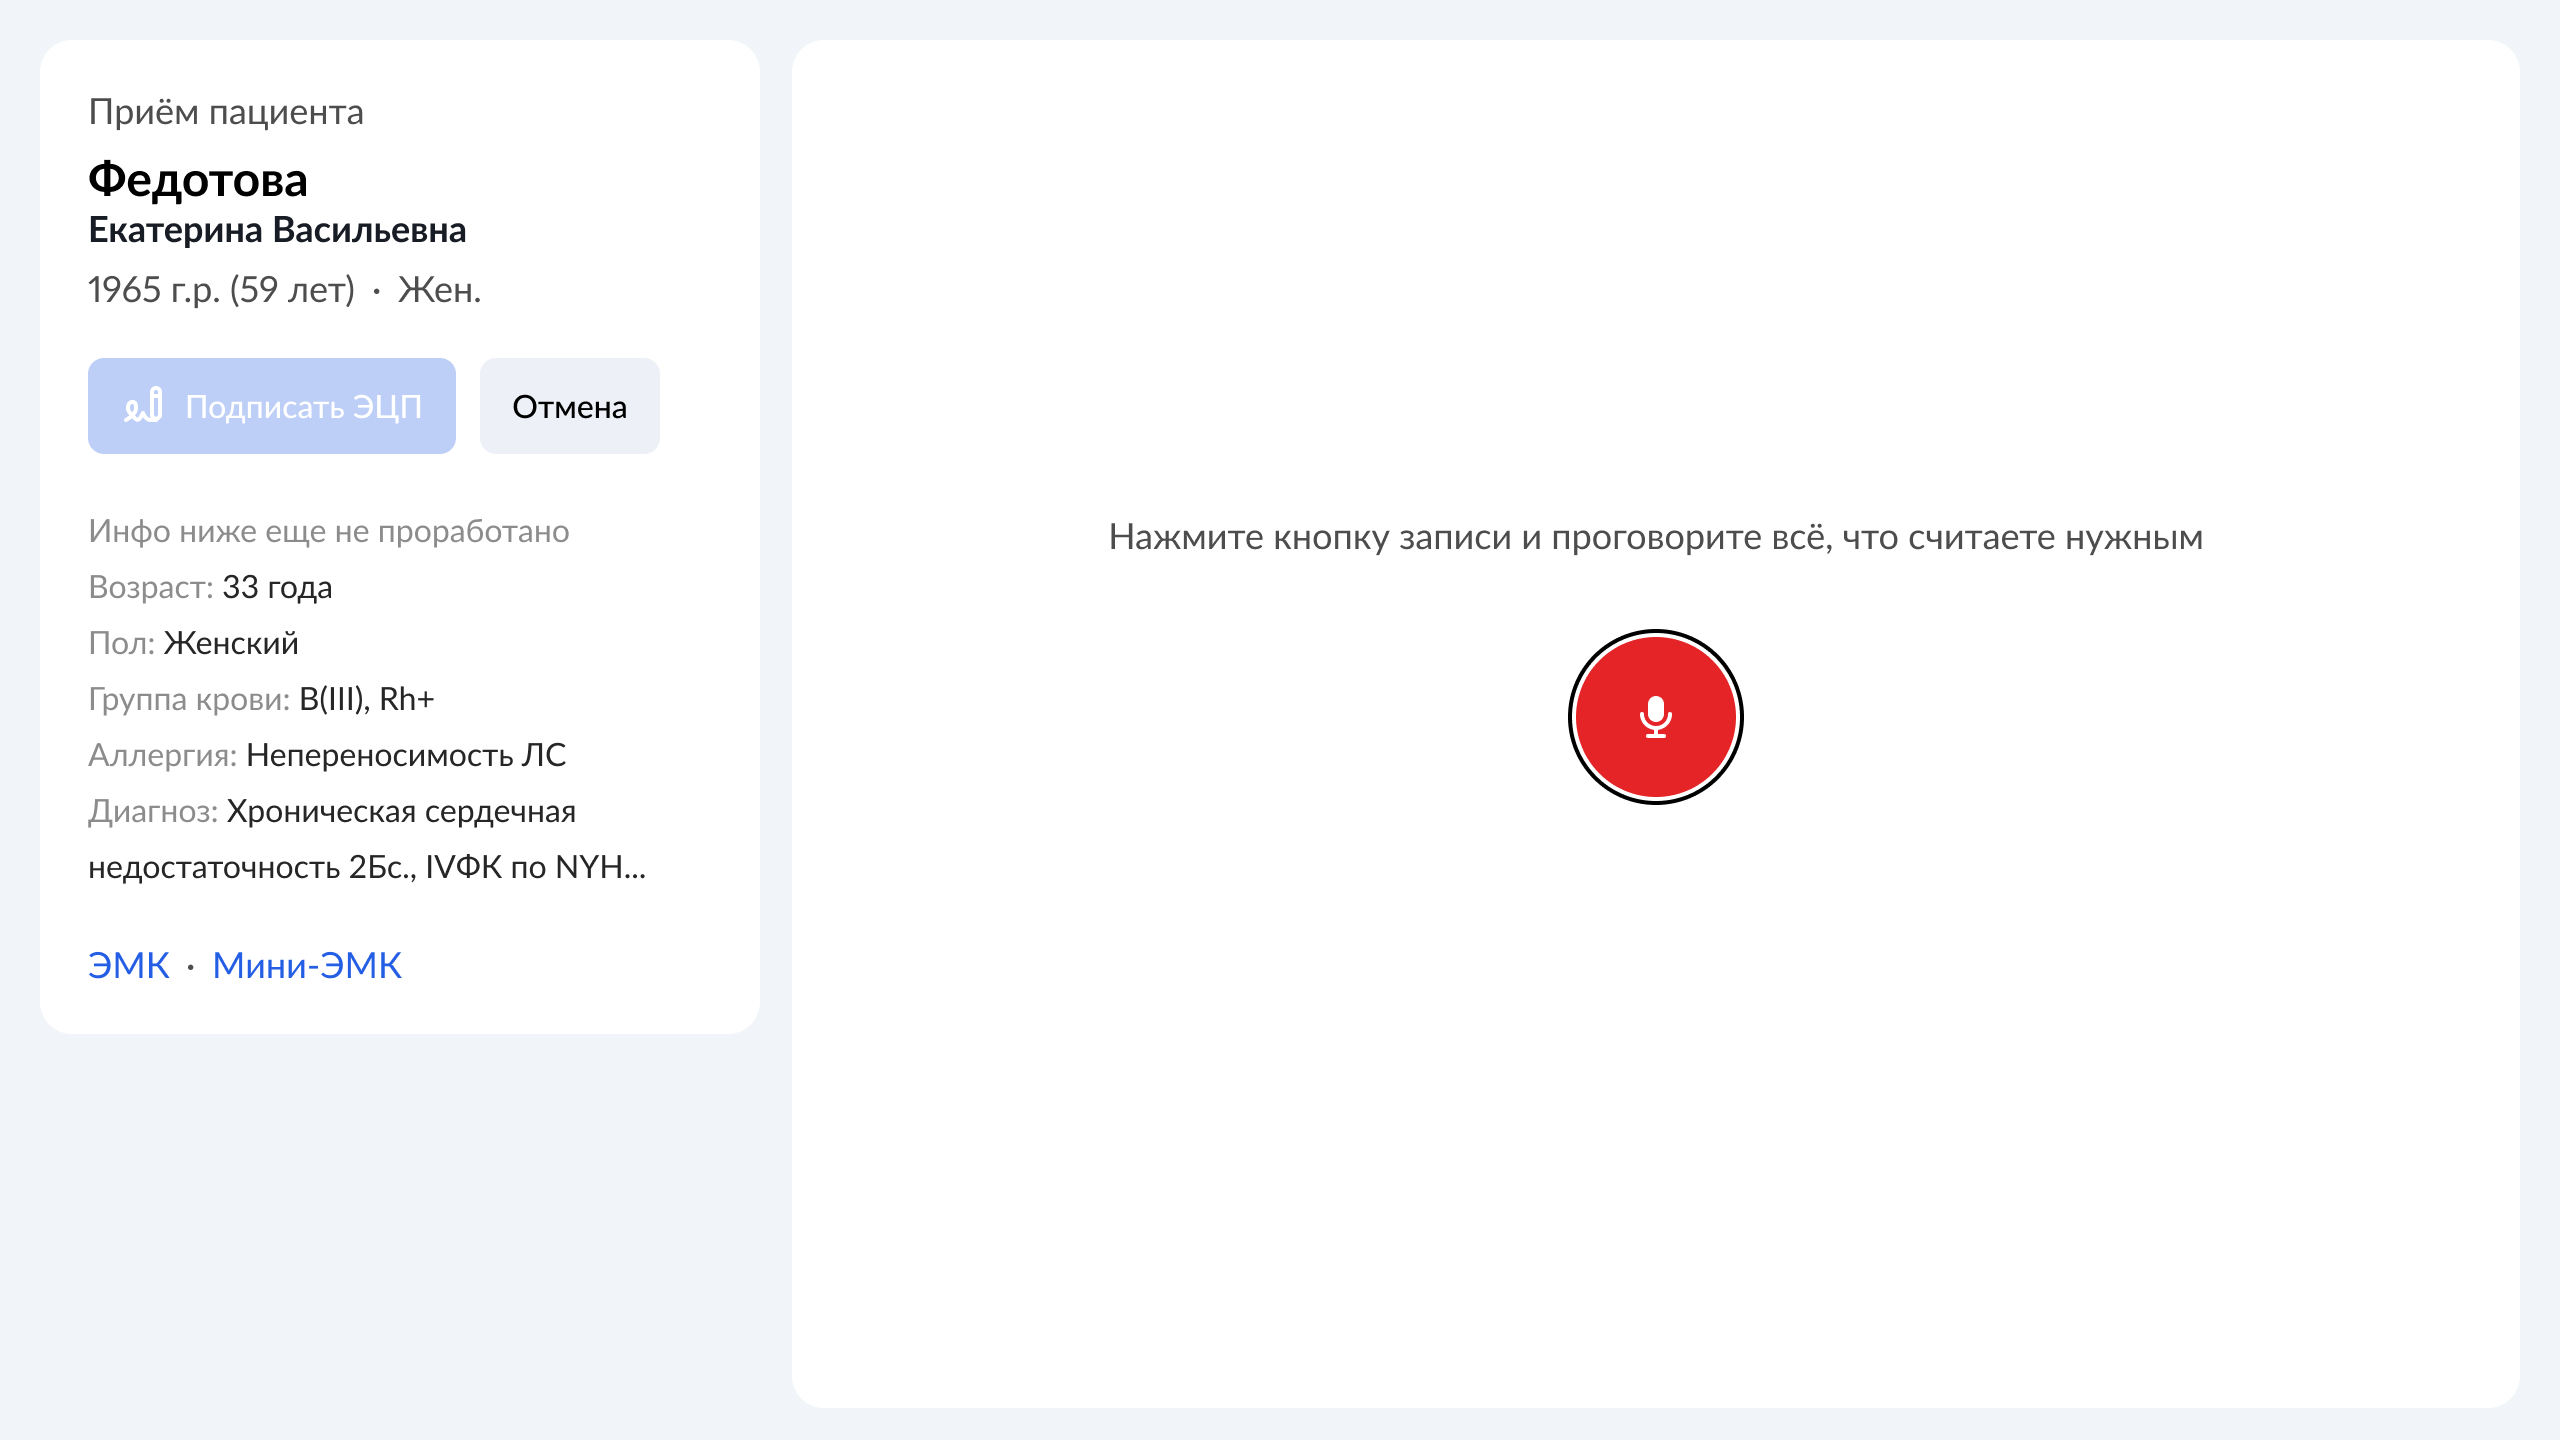 Приём пациента
Федотова
Екатерина Васильевна
1965 г.р. (59 лет) · Жен.
Подписать ЭЦП
Отмена
Инфо ниже еще не проработано
Возраст: 33 года
Пол: Женский
Группа крови: B(III), Rh+
Аллергия: Непереносимость ЛС
Диагноз: Хроническая сердечная
недостаточность 2Бс., IVФК по NYH...
ЭМК · Мини-ЭМК
Нажмите кнопку записи и проговорите всё, что считаете нужным